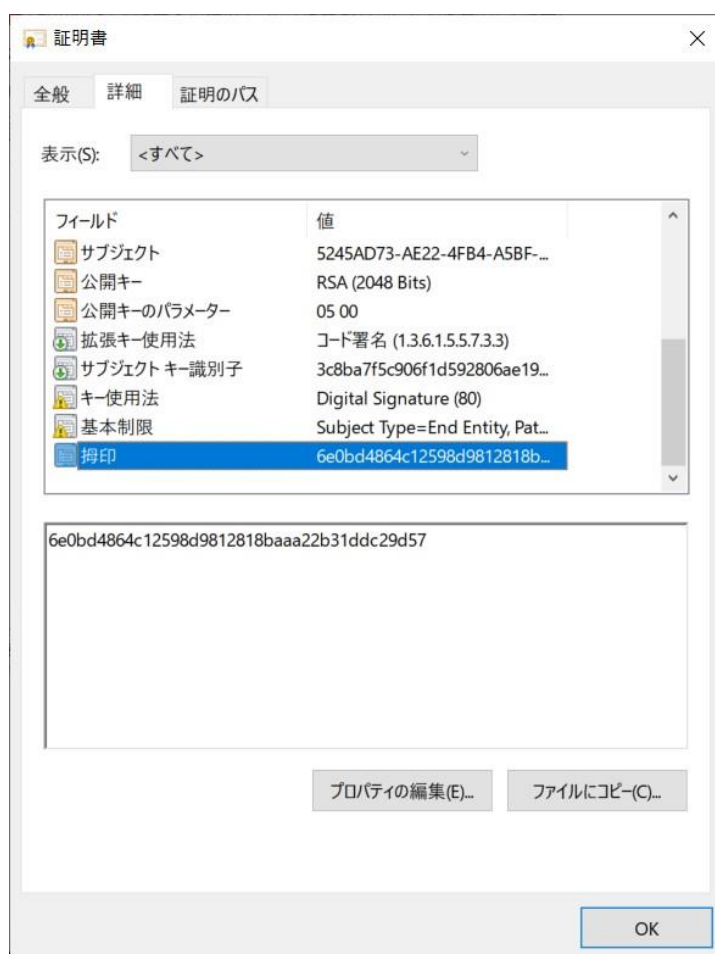 証明書
全般 詳細 証明のパス
表示(S): <すべて>
フィールド 値
サブジェクト 5245AD73-AE22-4FB4-A5BF-...
公開キー RSA (2048 Bits)
公開キーのパラメーター 05 00
拡張キー使用法 コード署名 (1.3.6.1.5.5.7.3.3)
サブジェクト キー識別子 3c8ba7f5c906f1d592806ae19...
キー使用法 Digital Signature (80)
基本制限 Subject Type=End Entity, Pat...
拇印 6e0bd4864c12598d9812818b...
6e0bd4864c12598d9812818baaa22b31ddc29d57
プロパティの編集(E)... ファイルにコピー(C)...
OK